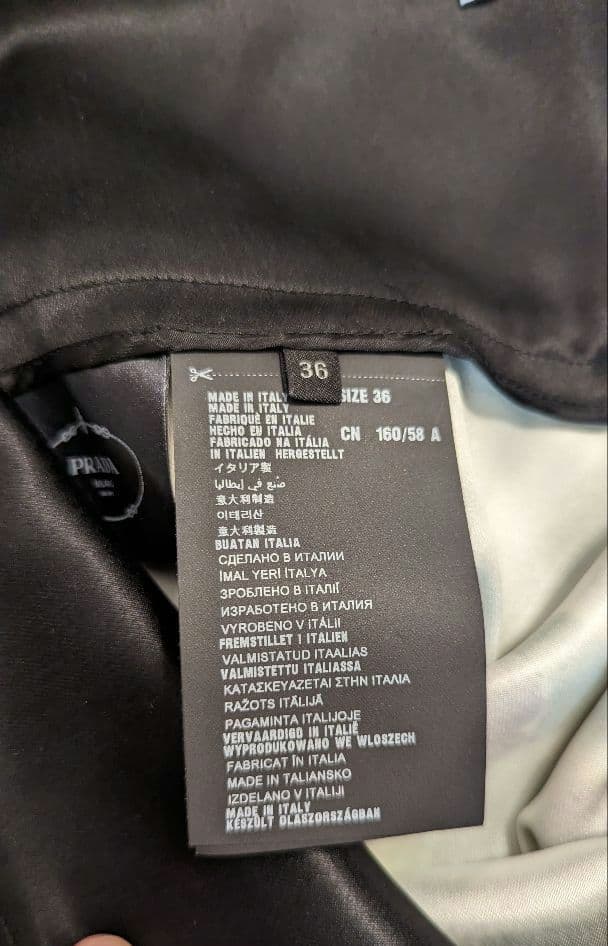 36
MADE IN ITALY SIZE 36
MADE IN ITALY
FABRIQUÉ EN ITALIE
HECHO EN ITALIA CN 160/58 A
FABRICADO NA ITÁLIA
IN ITALIEN HERGESTELLT
イタリア製
صنع في إيطاليا
意大利制造
이태리산
意大利製造
BUATAN ITALIA
СДЕЛАНО В ИТАЛИИ
İMAL YERİ İTALYA
ЗРОБЛЕНО В ІТАЛІЇ
ИЗРАБОТЕНО В ИТАЛИЯ
VYROBENO V ITÁLII
FREMSTILLET I ITALIEN
VALMISTATUD ITAALIAS
VALMISTETTU ITALIASSA
ΚΑΤΑΣΚΕΥΑΖΕΤΑΙ ΣΤΗΝ ΙΤΑΛΙΑ
RAŽOTS ITĀLIJĀ
PAGAMINTA ITALIJOJE
VERVAARDIGD IN ITALIË
WYPRODUKOWANO WE WLOSZECH
FABRICAT ÎN ITALIA
MADE IN TALIANSKO
IZDELANO V ITALIJI
MADE IN ITALY
KÉSZÜLT OLASZORSZÁGBAN
PRADA